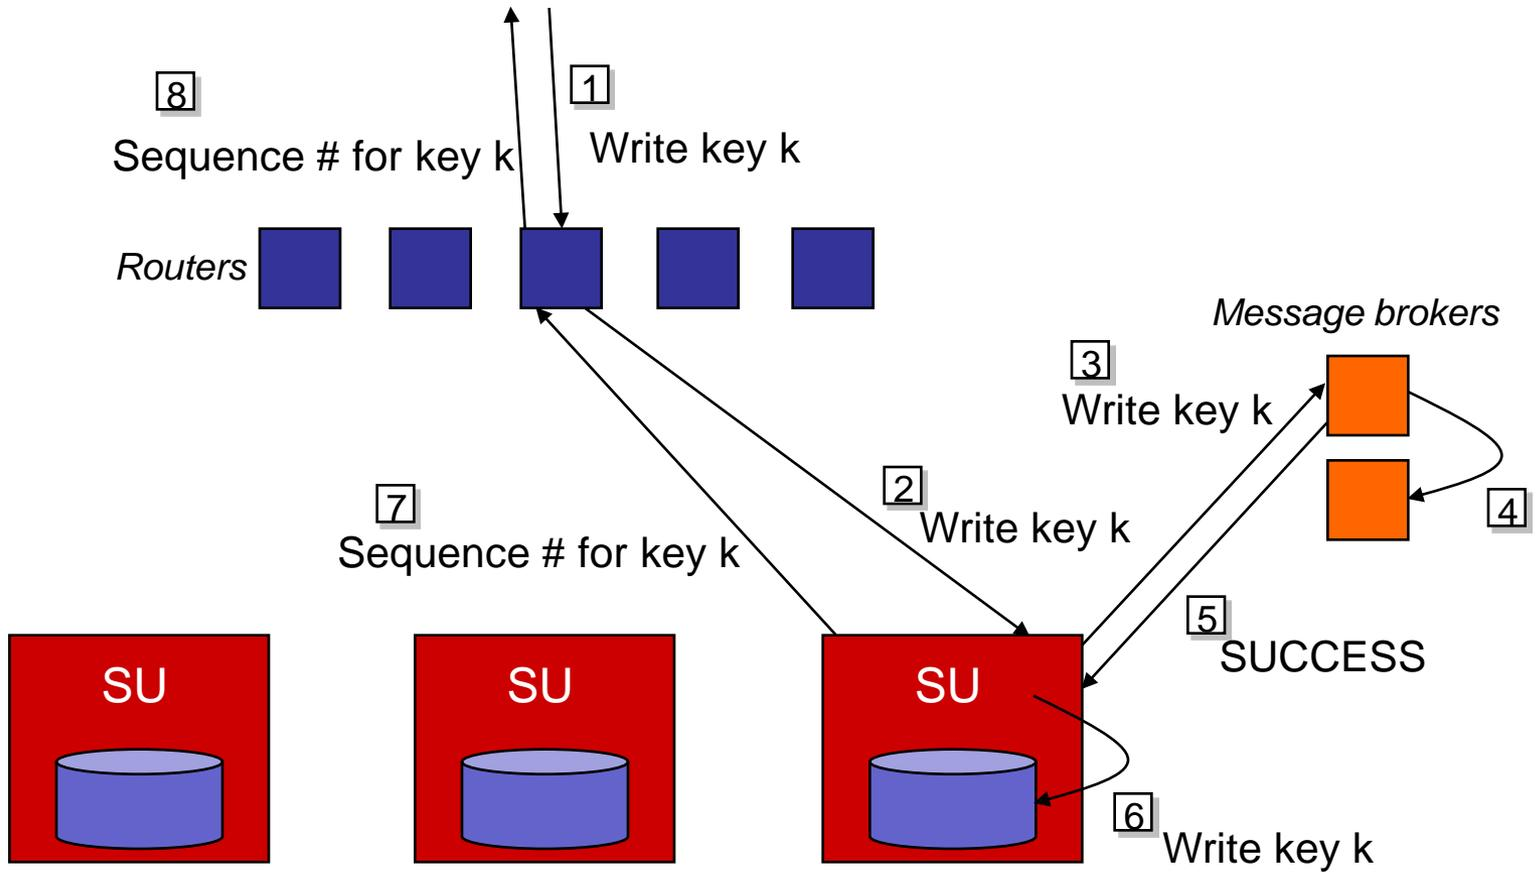 8
1
Sequence # for key k
Write key k
Routers
Message brokers
3
Write key k
2
Write key k
4
7
Sequence # for key k
5
SUCCESS
SU
SU
SU
6
Write key k